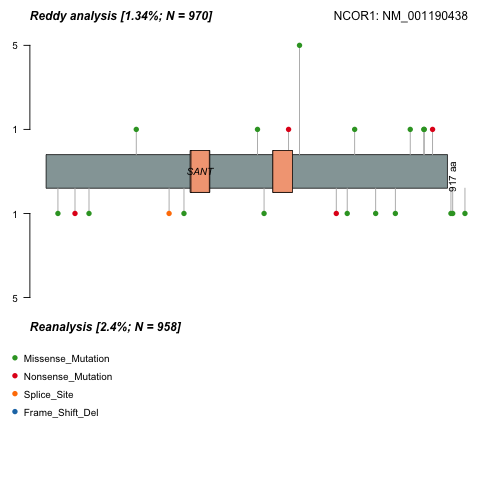 Reddy analysis [1.34%; N = 970]
NCOR1: NM_001190438
5
1
SANT
917 aa
1
5
Reanalysis [2.4%; N = 958]
Missense_Mutation
Nonsense_Mutation
Splice_Site
Frame_Shift_Del